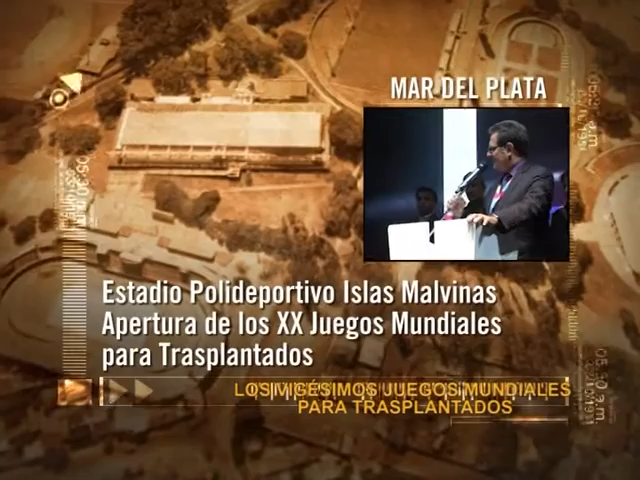 MAR DEL PLATA
Estadio Polideportivo Islas Malvinas
Apertura de los XX Juegos Mundiales
para Trasplantados
LOS VIGÉSIMOS JUEGOS MUNDIALES
PARA TRASPLANTADOS